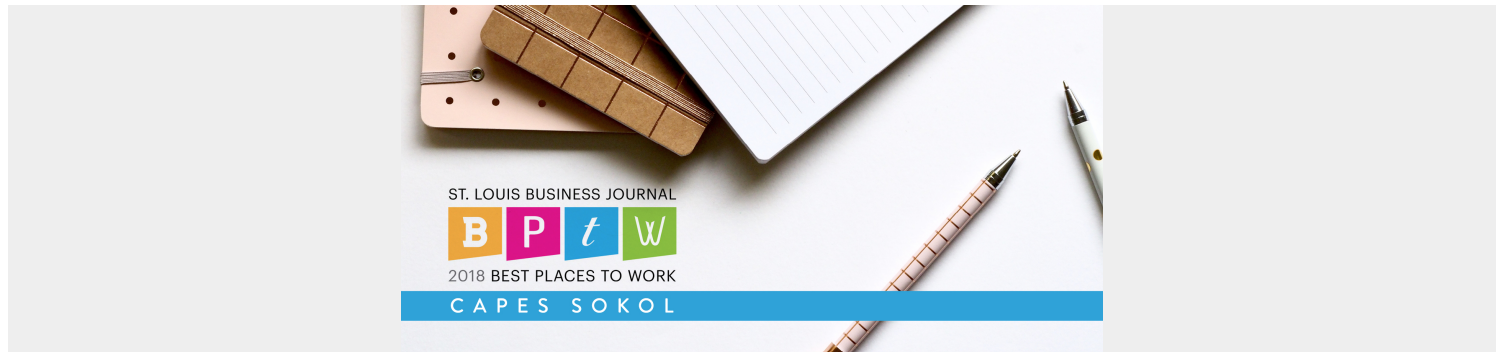 ST. LOUIS BUSINESS JOURNAL
B P t W
2018 BEST PLACES TO WORK
CAPES SOKOL